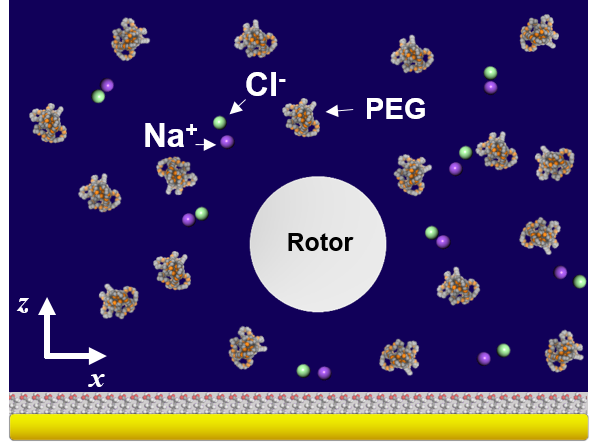 Cl-
PEG
Na+
Rotor
z
x